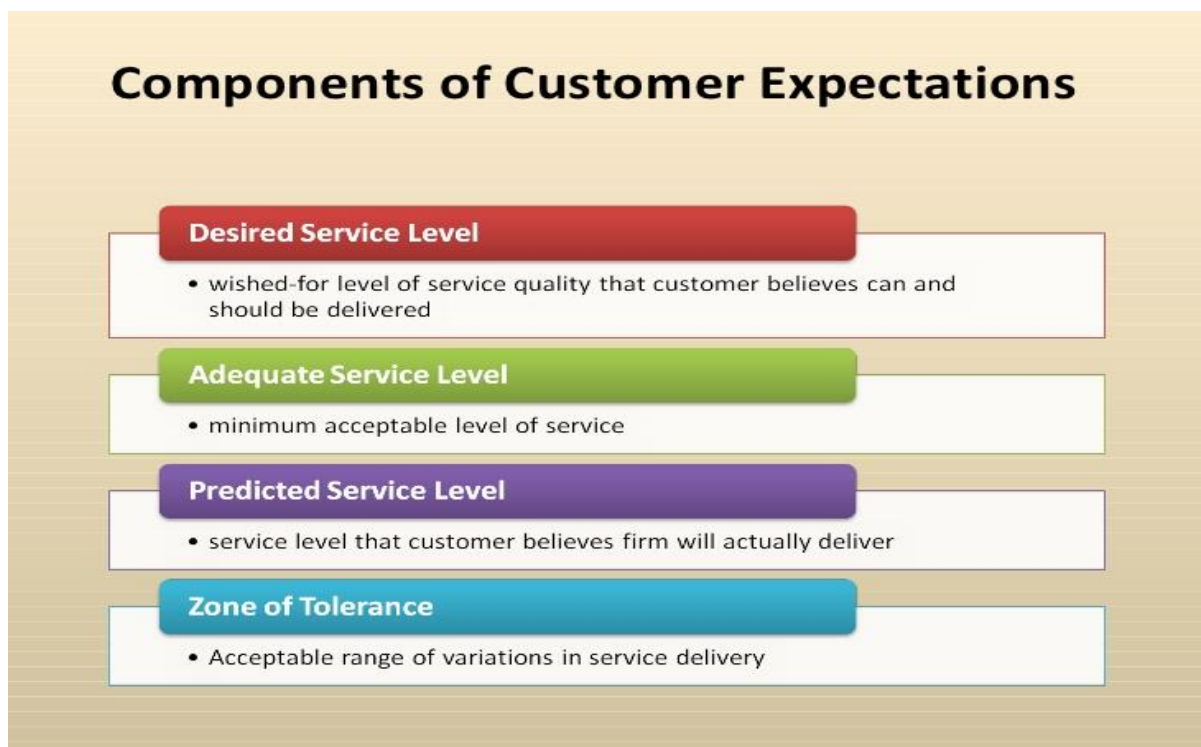 Components of Customer Expectations
Desired Service Level
• wished-for level of service quality that customer believes can and
should be delivered
Adequate Service Level
• minimum acceptable level of service
Predicted Service Level
• service level that customer believes firm will actually deliver
Zone of Tolerance
• Acceptable range of variations in service delivery